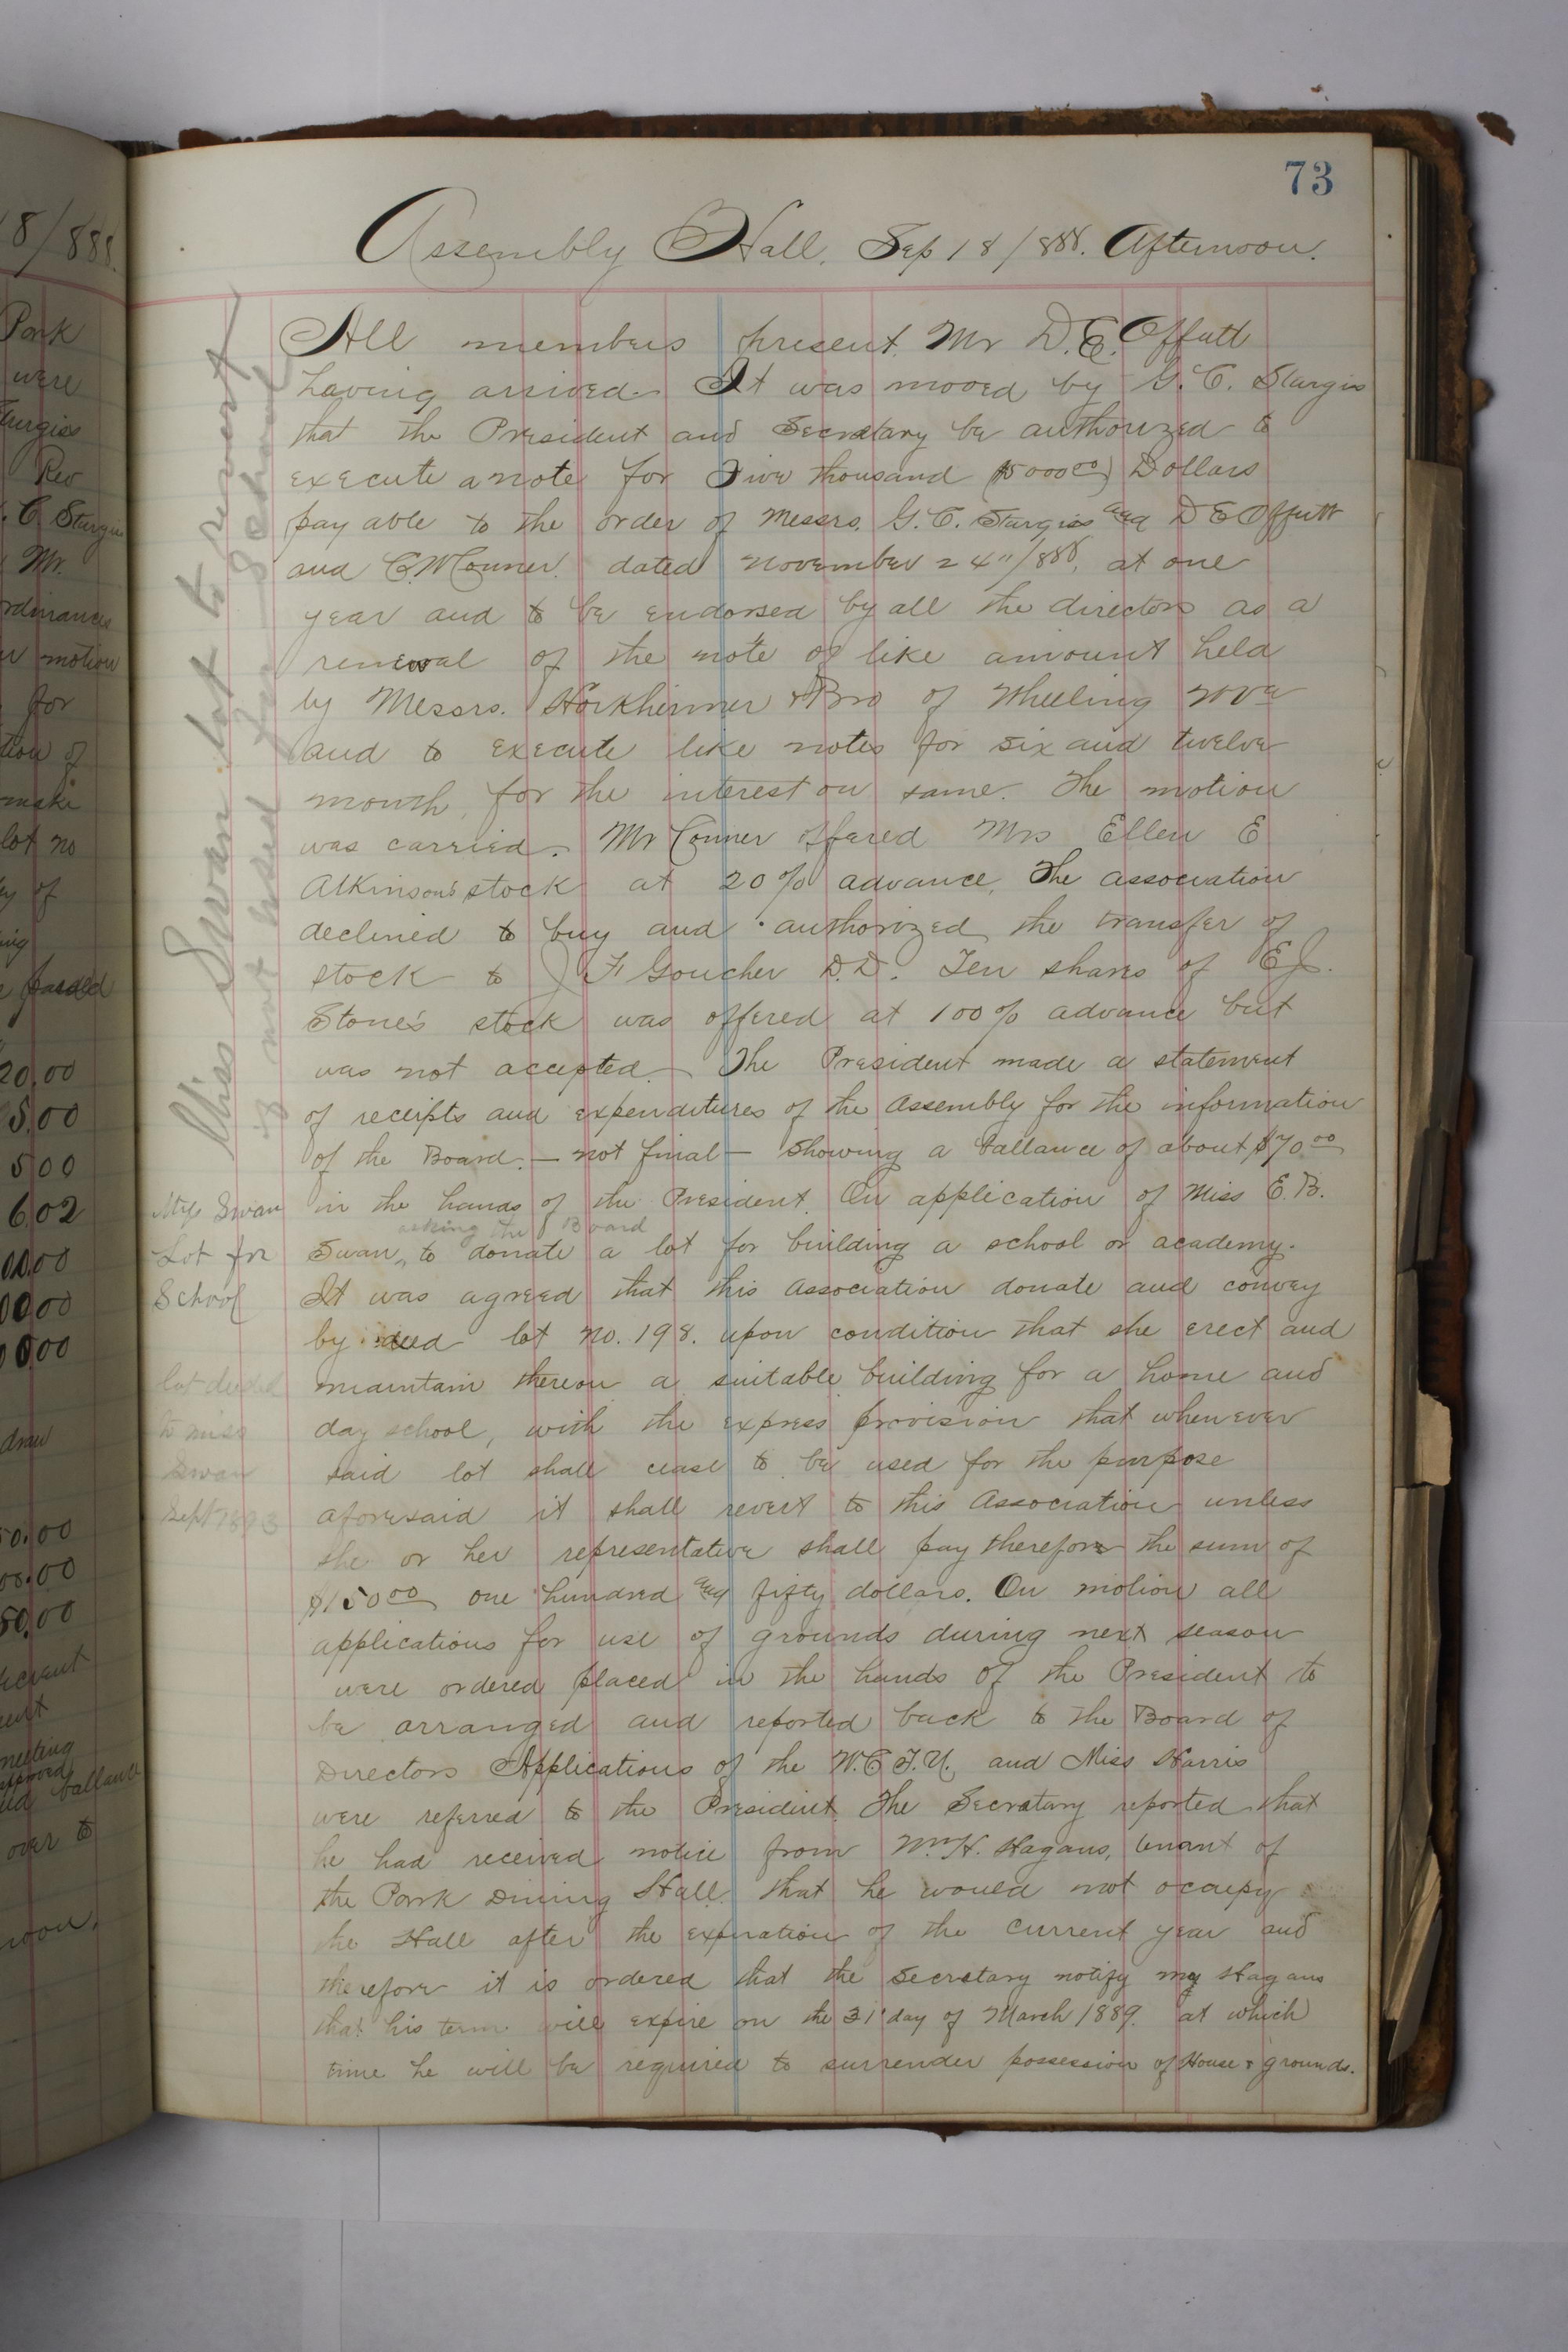 8/888.
Park
were
Sturgiss
Rev
. C Sturgiss
Mr.
ordinances
motion
for
tion of
make
lot no
of
ing
passed
20.00
5.00
500
602
00.00
0000
0000
draw
50.00
00.00
50.00
meeting
approved
ballance
over to
noon.
73
Assembly Hall, Sep 18/888. Afternoon.
All members present, Mr D.E. Offutt
having arrived. It was moved by G. C. Sturgis
that the President and Secretary be authorized to
execute a note for Five thousand ($5000.00) Dollars
payable to the order of Messrs. G. C. Sturgiss and D E Offutt
and C. W Conner. dated November 24"/888, at one
year and to be endorsed by all the directors as a
renewal of the note of like amount held
by Messrs. Horkheimer & Bro of Wheeling W Va
and to execute like notes for six and twelve
month, for the interest on same. The motion
was carried. Mr Conner offered Mrs Ellen E
Atkinson's stock at 20% advance, The association
declined to buy and authorized the transfer of
stock to J F Goucher D.D. Ten shares of E J.
Stone's stock was offered at 100% advance but
was not accepted. The President made a statement
of receipts and expenditures of the Assembly for the information
of the Board. — not final — Showing a ballance of about $70.00
in the hands of the President. On application of Miss E. B.
asking the Board
Swan, to donate a lot for building a school or academy.
It was agreed that this Association donate and convey
by deed lot no. 198. upon condition that she erect and
maintain thereon a suitable building for a home and
day school, with the express provision that whenever
said lot shall cease to be used for the purpose
aforesaid it shall revert to this Association unless
she or her representative shall pay therefore the sum of
$150.00 one hundred and fifty dollars. On motion all
applications for use of grounds during next season
were ordered placed in the hands of the President to
be arranged and reported back to the Board of
Directors Applications of the W.C.T.U. and Miss Harris
were referred to the President. The Secratary reported that
he had received notice from Wm H. Hagans, tenant of
the Park Dining Hall. that he would not occupy
the Hall after the expiration of the current year and
therefore it is ordered that the Secretary notify mr Hagans
that his term will expire on the 31' day of March 1889. at which
time he will be required to surrender possession of House & grounds.
Miss Swan lot to revert
if not used for School
Miss Swan
Lot for
School
lot deeded
to miss
Swan
Sept 1893